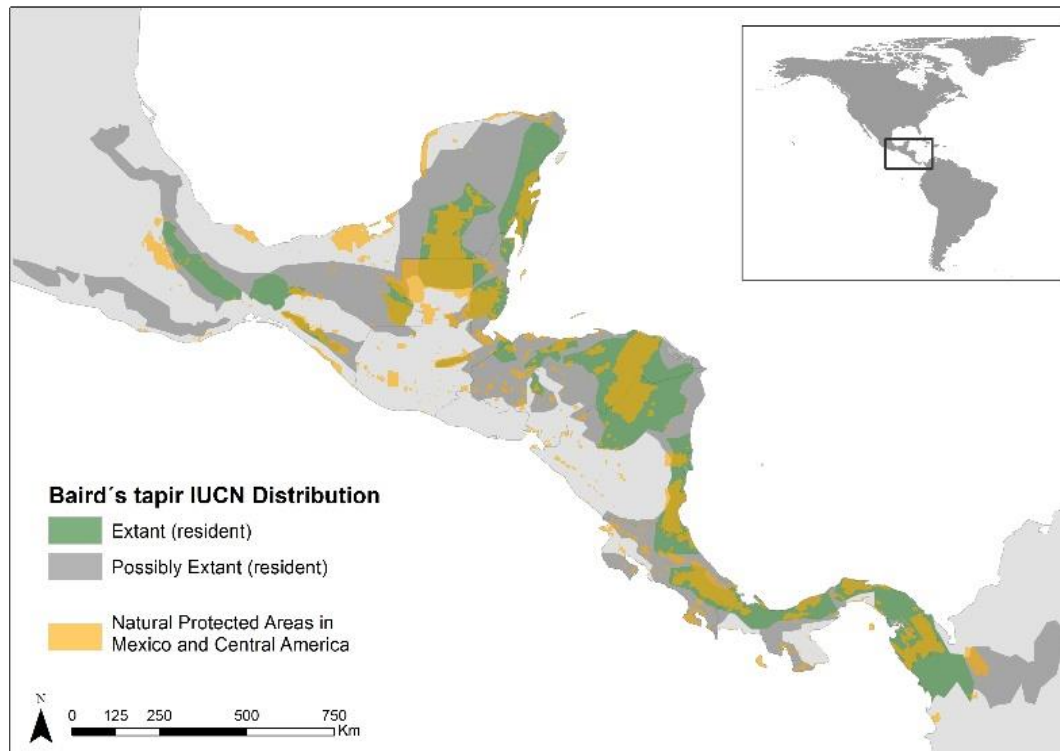 Baird´s tapir IUCN Distribution
Extant (resident)
Possibly Extant (resident)
Natural Protected Areas in
Mexico and Central America
N
0 125 250 500 750
Km